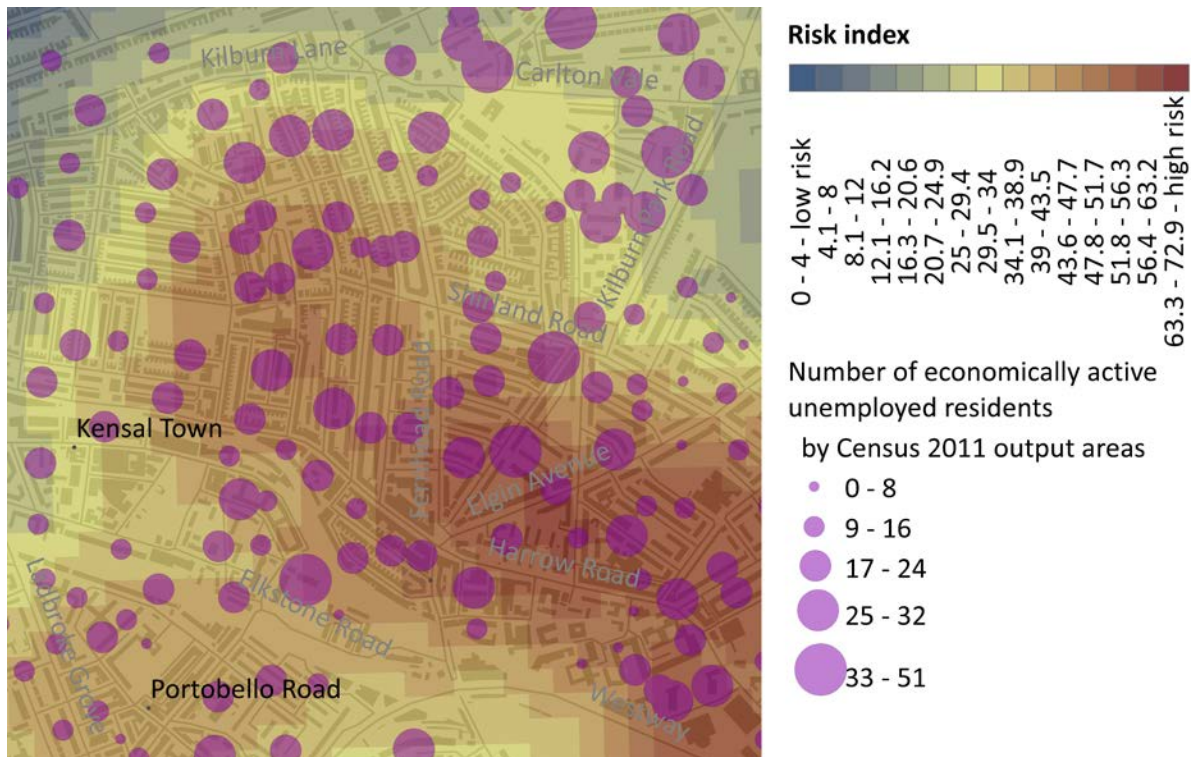 Kilburn Lane
Carlton Vale
Kilburn Park Road
Shirland Road
Fernhead Road
Kensal Town
Elgin Avenue
Harrow Road
Elkstone Road
Ladbroke Grove
Portobello Road
Westway
Risk index
0 - 4 - low risk
4.1 - 8
8.1 - 12
12.1 - 16.2
16.3 - 20.6
20.7 - 24.9
25 - 29.4
29.5 - 34
34.1 - 38.9
39 - 43.5
43.6 - 47.7
47.8 - 51.7
51.8 - 56.3
56.4 - 63.2
63.3 - 72.9 - high risk
Number of economically active
unemployed residents
by Census 2011 output areas
0 - 8
9 - 16
17 - 24
25 - 32
33 - 51